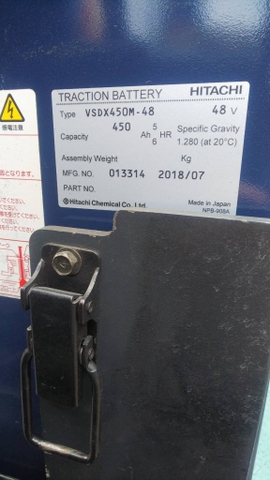 TRACTION BATTERY HITACHI
Type VSDX450M-48 48 V
Capacity 450 Ah 5 HR Specific Gravity
6 1.280 (at 20°C)
Assembly Weight Kg
MFG. NO. 013314 2018/07
PART NO.
Hitachi Chemical Co., Ltd. Made in Japan
NPB-908A
感電注意